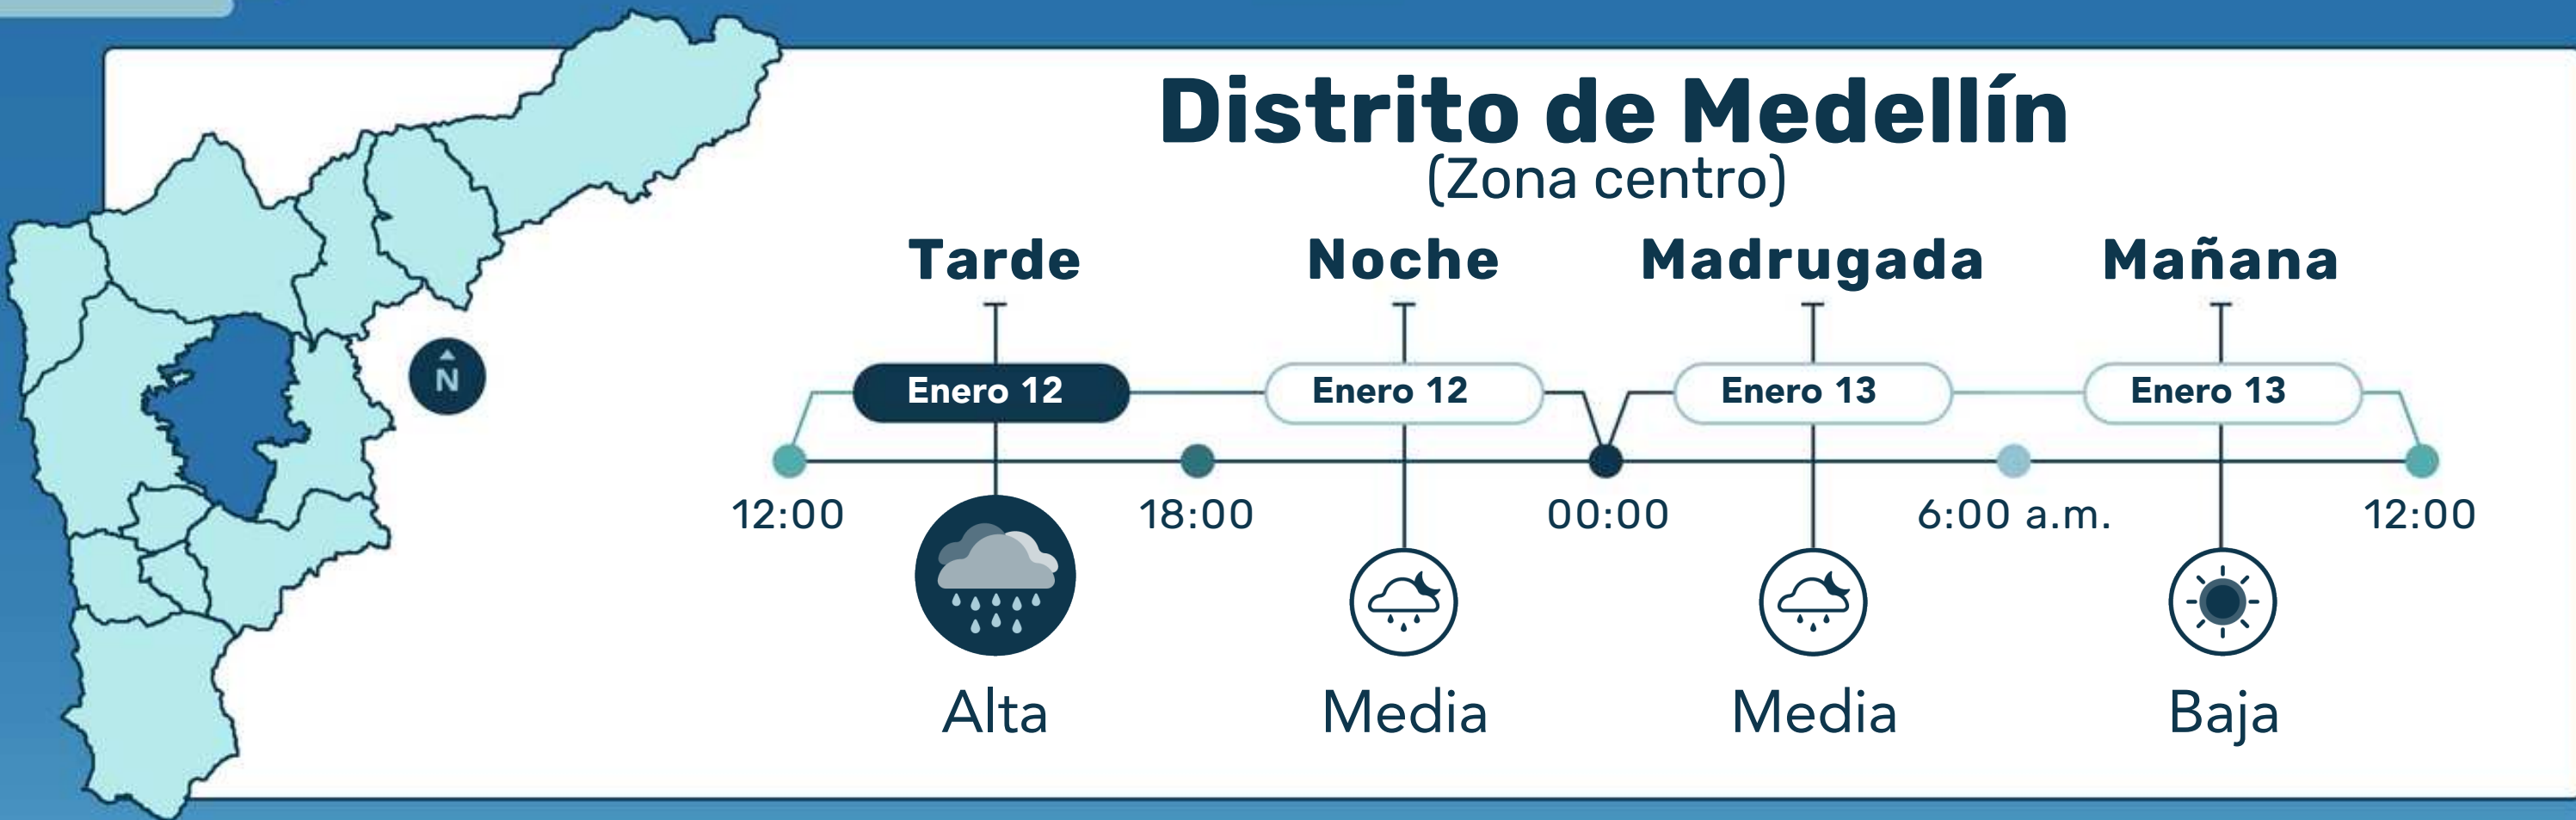 Distrito de Medellín
(Zona centro)
Tarde Noche Madrugada Mañana
N
Enero 12 Enero 12 Enero 13 Enero 13
12:00 18:00 00:00 6:00 a.m. 12:00
Alta Media Media Baja